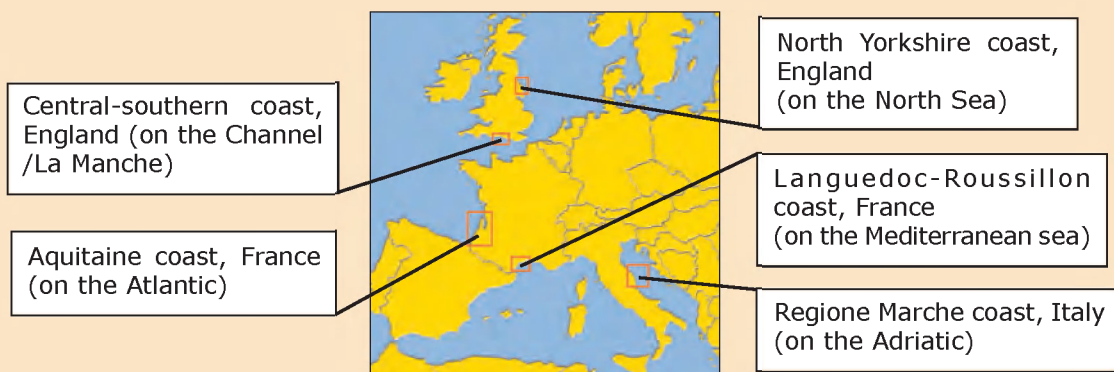 Central-southern coast,
England (on the Channel
/La Manche)
Aquitaine coast, France
(on the Atlantic)
North Yorkshire coast,
England
(on the North Sea)
Languedoc-Roussillon
coast, France
(on the Mediterranean sea)
Regione Marche coast, Italy
(on the Adriatic)